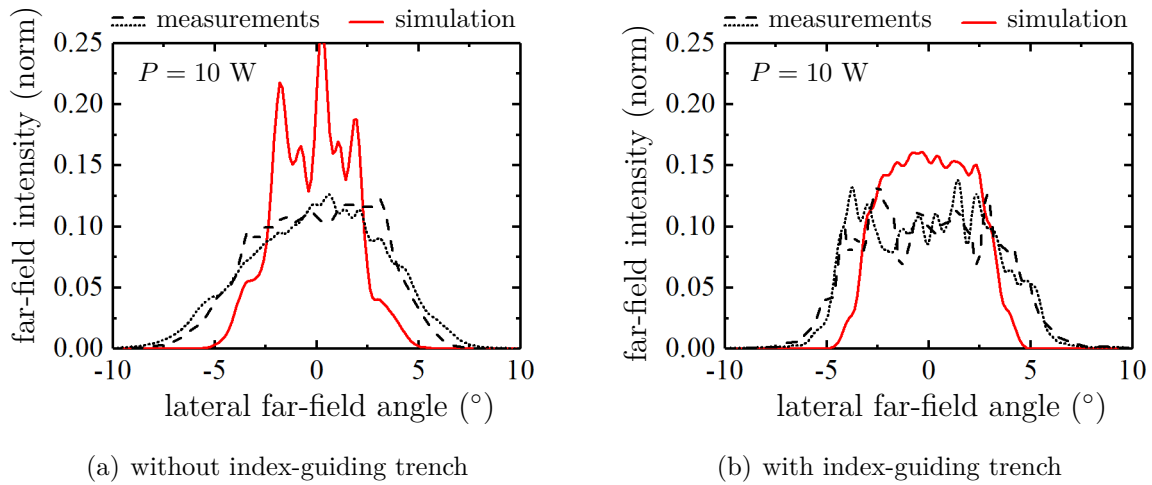 measurements simulation
far-field intensity (norm)
0.25
0.20
0.15
0.10
0.05
0.00
P = 10 W
-10 -5 0 5 10
lateral far-field angle (°)
(a) without index-guiding trench
measurements simulation
far-field intensity (norm)
0.25
0.20
0.15
0.10
0.05
0.00
P = 10 W
-10 -5 0 5 10
lateral far-field angle (°)
(b) with index-guiding trench